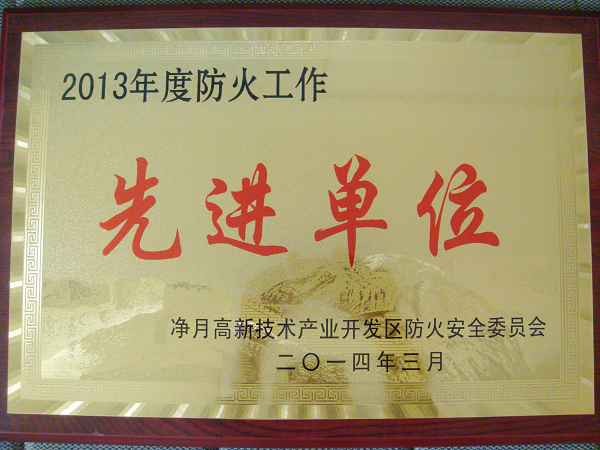 2013年度防火工作
先进单位
净月高新技术产业开发区防火安全委员会
二〇一四年三月